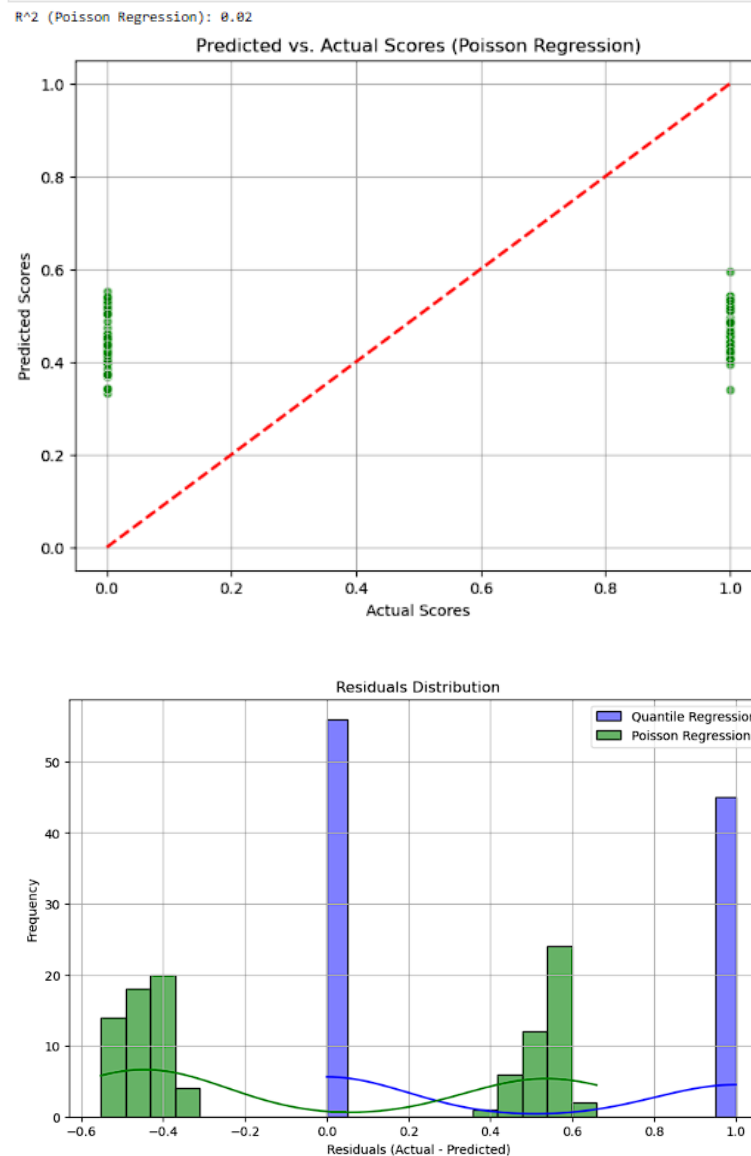 R^2 (Poisson Regression): 0.02
Predicted vs. Actual Scores (Poisson Regression)
1.0
0.8
0.6
0.4
0.2
0.0
Predicted Scores
0.0 0.2 0.4 0.6 0.8 1.0
Actual Scores
Residuals Distribution
Quantile Regression
Poisson Regression
50
40
30
20
10
0
Frequency
−0.6 −0.4 −0.2 0.0 0.2 0.4 0.6 0.8 1.0
Residuals (Actual - Predicted)